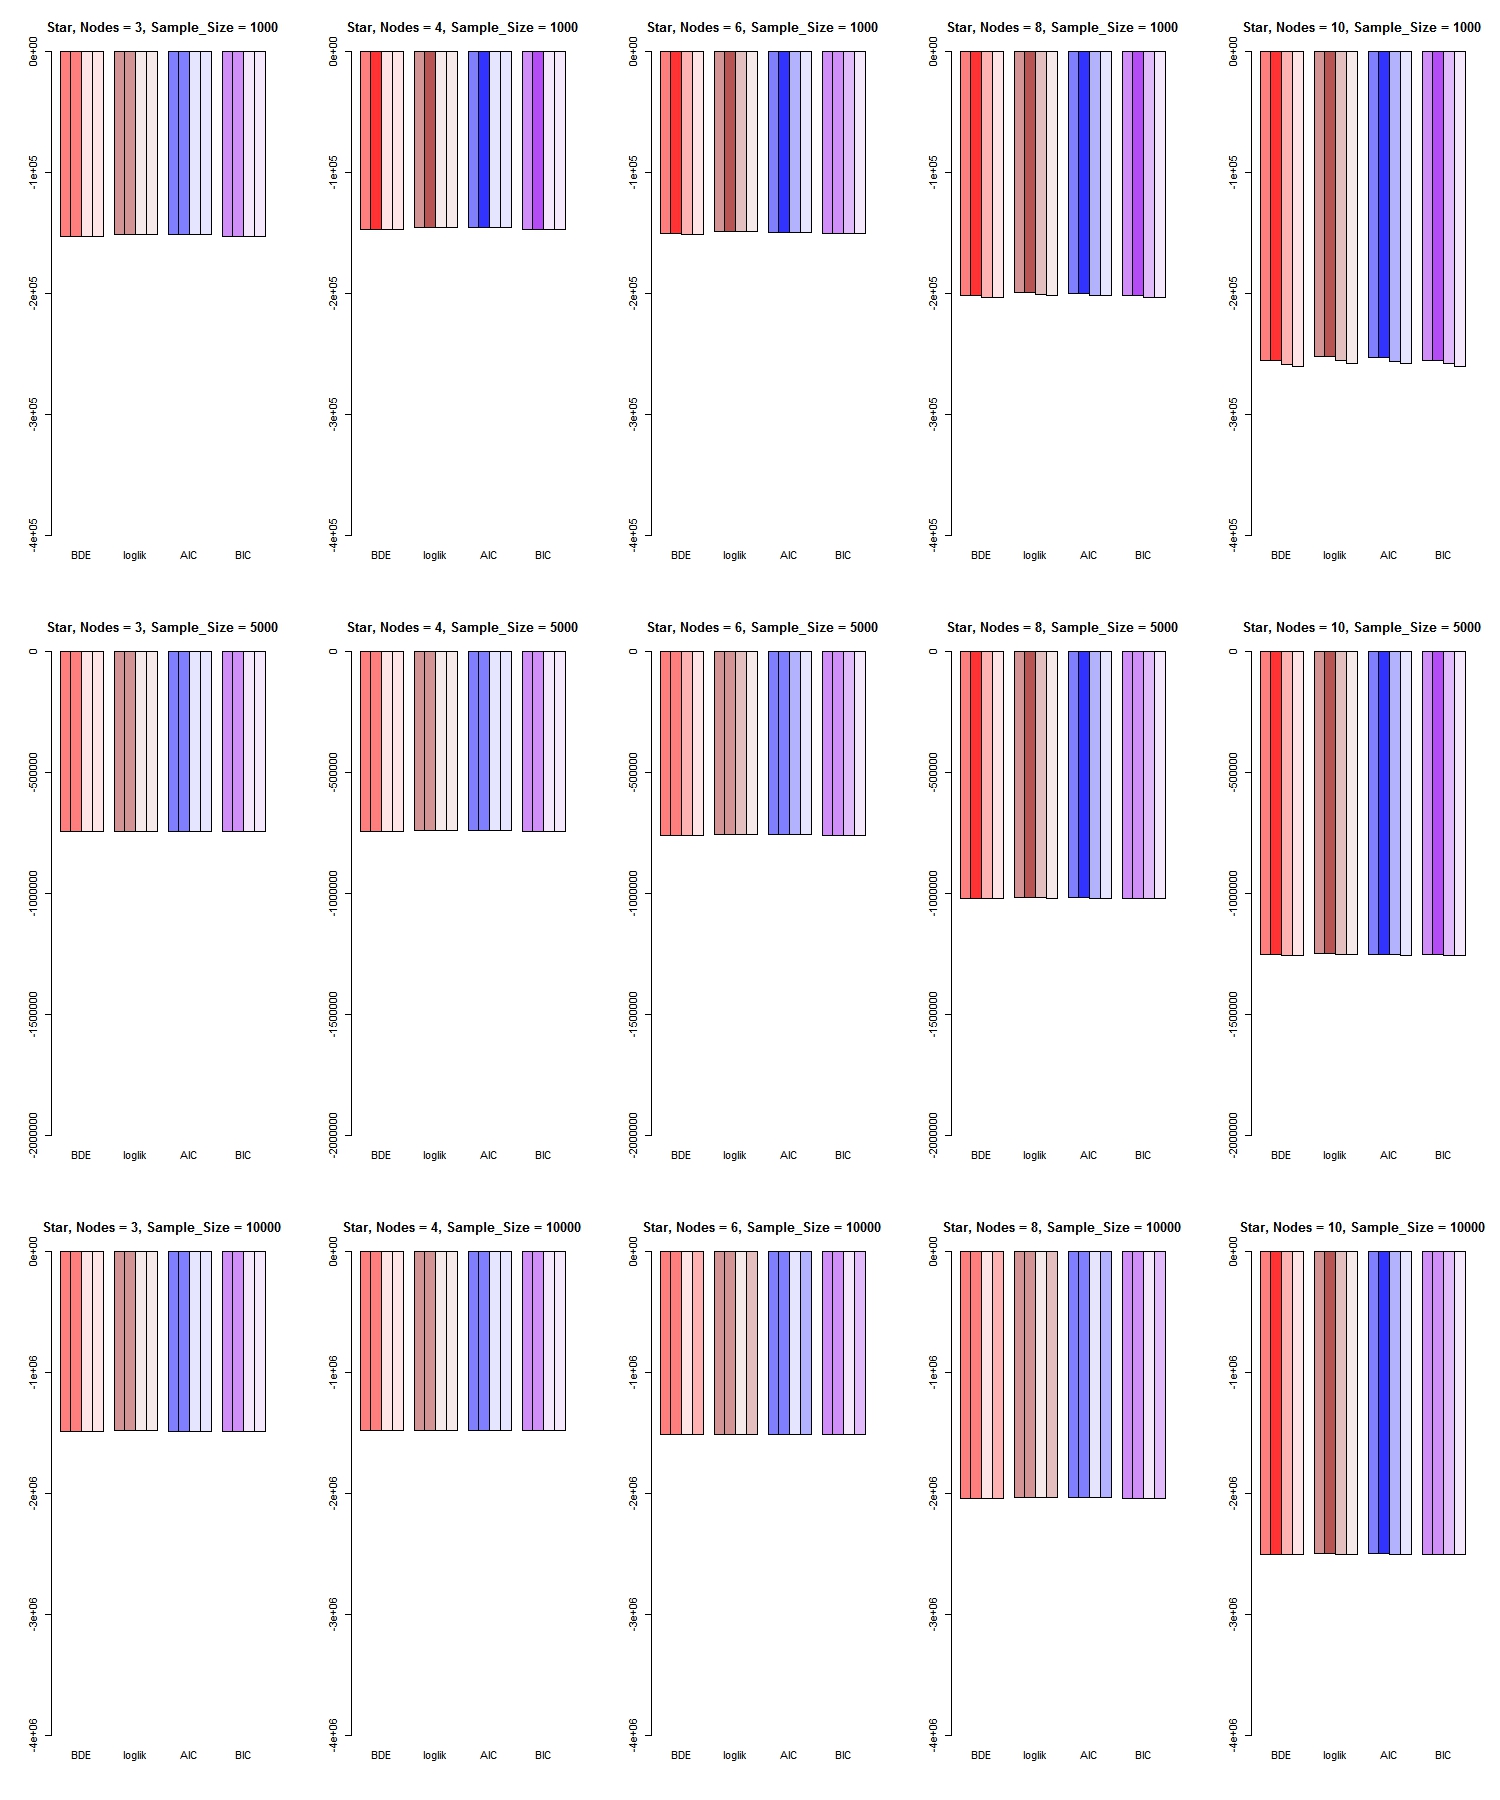 Star, Nodes = 3, Sample_Size = 1000
0e+00
-1e+05
-2e+05
-3e+05
-4e+05
BDE loglik AIC BIC
Star, Nodes = 4, Sample_Size = 1000
0e+00
-1e+05
-2e+05
-3e+05
-4e+05
BDE loglik AIC BIC
Star, Nodes = 6, Sample_Size = 1000
0e+00
-1e+05
-2e+05
-3e+05
-4e+05
BDE loglik AIC BIC
Star, Nodes = 8, Sample_Size = 1000
0e+00
-1e+05
-2e+05
-3e+05
-4e+05
BDE loglik AIC BIC
Star, Nodes = 10, Sample_Size = 1000
0e+00
-1e+05
-2e+05
-3e+05
-4e+05
BDE loglik AIC BIC
Star, Nodes = 3, Sample_Size = 5000
0
-500000
-1000000
-1500000
-2000000
BDE loglik AIC BIC
Star, Nodes = 4, Sample_Size = 5000
0
-500000
-1000000
-1500000
-2000000
BDE loglik AIC BIC
Star, Nodes = 6, Sample_Size = 5000
0
-500000
-1000000
-1500000
-2000000
BDE loglik AIC BIC
Star, Nodes = 8, Sample_Size = 5000
0
-500000
-1000000
-1500000
-2000000
BDE loglik AIC BIC
Star, Nodes = 10, Sample_Size = 5000
0
-500000
-1000000
-1500000
-2000000
BDE loglik AIC BIC
Star, Nodes = 3, Sample_Size = 10000
0e+00
-1e+06
-2e+06
-3e+06
-4e+06
BDE loglik AIC BIC
Star, Nodes = 4, Sample_Size = 10000
0e+00
-1e+06
-2e+06
-3e+06
-4e+06
BDE loglik AIC BIC
Star, Nodes = 6, Sample_Size = 10000
0e+00
-1e+06
-2e+06
-3e+06
-4e+06
BDE loglik AIC BIC
Star, Nodes = 8, Sample_Size = 10000
0e+00
-1e+06
-2e+06
-3e+06
-4e+06
BDE loglik AIC BIC
Star, Nodes = 10, Sample_Size = 10000
0e+00
-1e+06
-2e+06
-3e+06
-4e+06
BDE loglik AIC BIC